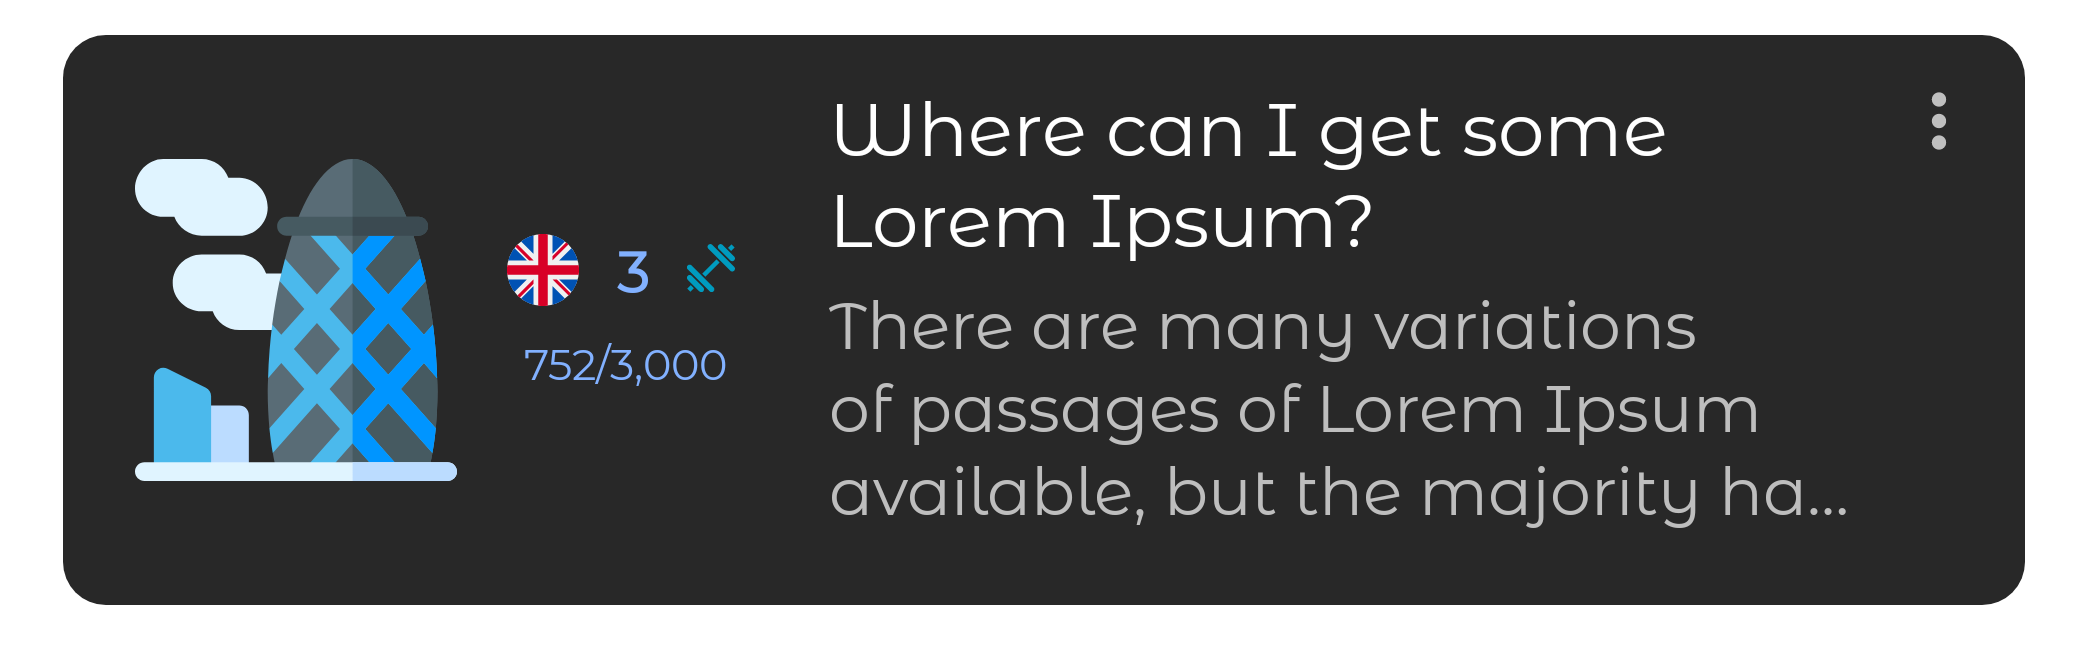 3
752/3,000
Where can I get some
Lorem Ipsum?
There are many variations
of passages of Lorem Ipsum
available, but the majority ha...